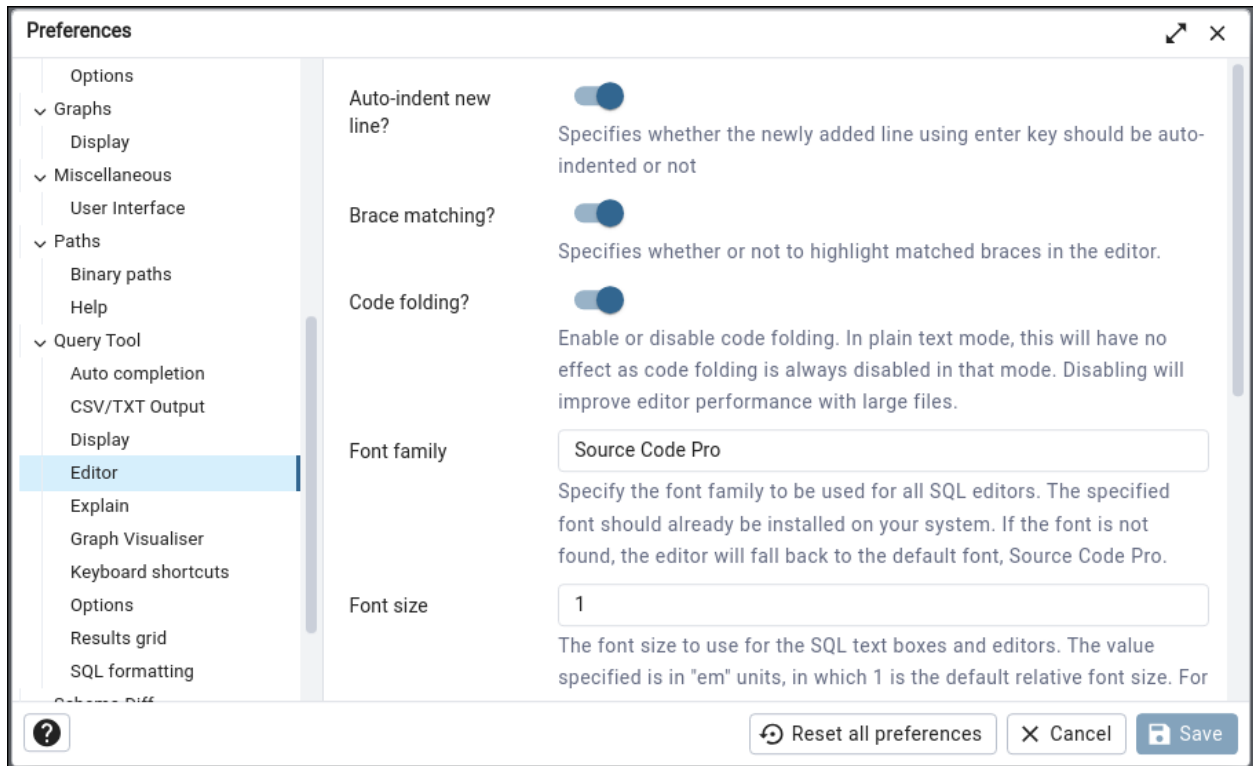 Preferences
Options
Graphs
Display
Miscellaneous
User Interface
Paths
Binary paths
Help
Query Tool
Auto completion
CSV/TXT Output
Display
Editor
Explain
Graph Visualiser
Keyboard shortcuts
Options
Results grid
SQL formatting
Schema Diff
Auto-indent new
line?
Specifies whether the newly added line using enter key should be auto-
indented or not
Brace matching?
Specifies whether or not to highlight matched braces in the editor.
Code folding?
Enable or disable code folding. In plain text mode, this will have no
effect as code folding is always disabled in that mode. Disabling will
improve editor performance with large files.
Font family
Source Code Pro
Specify the font family to be used for all SQL editors. The specified
font should already be installed on your system. If the font is not
found, the editor will fall back to the default font, Source Code Pro.
Font size
1
The font size to use for the SQL text boxes and editors. The value
specified is in "em" units, in which 1 is the default relative font size. For
Reset all preferences
Cancel
Save